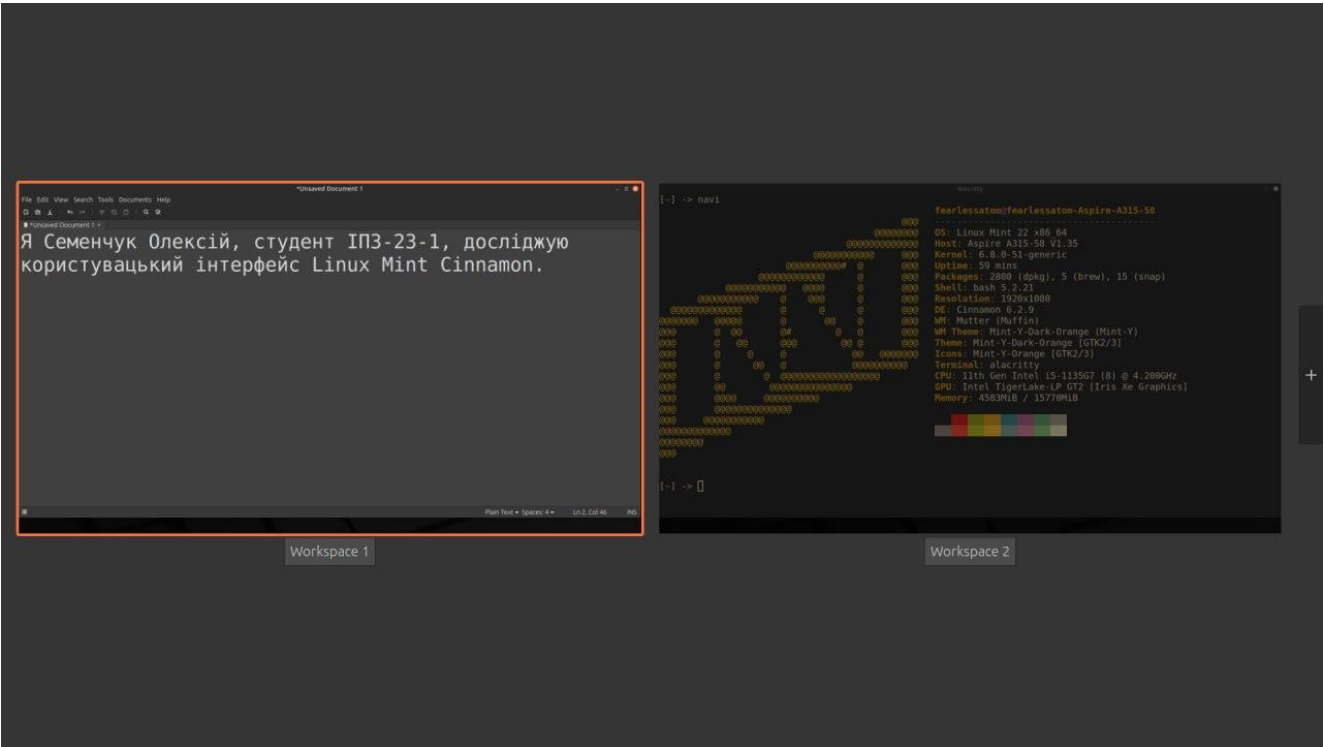 *Unsaved Document 1
File Edit View Search Tools Documents Help
*Unsaved Document 1 ×
Я Семенчук Олексій, студент ІПЗ-23-1, досліджую
користувацький інтерфейс Linux Mint Cinnamon.
Plain Text Spaces: 4 Ln 2, Col 46 INS
Workspace 1
Alacritty
[~] -> navi
fearlessatom@fearlessatom-Aspire-A315-58
OS: Linux Mint 22 x86_64
Host: Aspire A315-58 V1.35
Kernel: 6.8.0-51-generic
Uptime: 59 mins
Packages: 2880 (dpkg), 5 (brew), 15 (snap)
Shell: bash 5.2.21
Resolution: 1920x1080
DE: Cinnamon 6.2.9
WM: Mutter (Muffin)
WM Theme: Mint-Y-Dark-Orange (Mint-Y)
Theme: Mint-Y-Dark-Orange [GTK2/3]
Icons: Mint-Y-Orange [GTK2/3]
Terminal: alacritty
CPU: 11th Gen Intel i5-1135G7 (8) @ 4.200GHz
GPU: Intel TigerLake-LP GT2 [Iris Xe Graphics]
Memory: 4583MiB / 15770MiB
[~] ->
Workspace 2
+